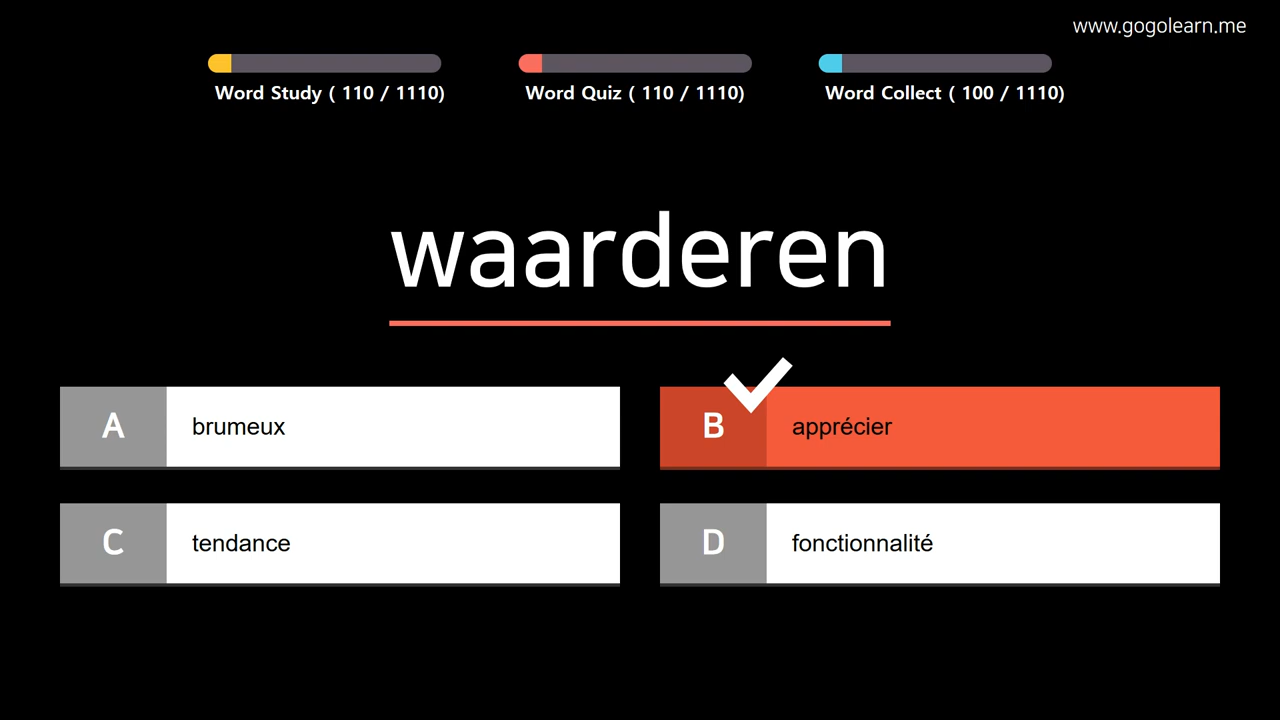 www.gogolearn.me
Word Study ( 110 / 1110)
Word Quiz ( 110 / 1110)
Word Collect ( 100 / 1110)
waarderen
A brumeux
B apprécier
C tendance
D fonctionnalité